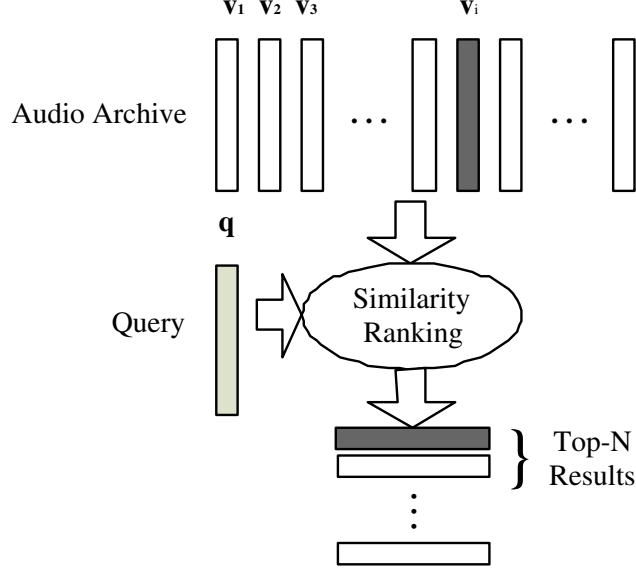 v₁ v₂ v₃ vᵢ
Audio Archive ... ...
q
Query
Similarity
Ranking
Top-N
Results